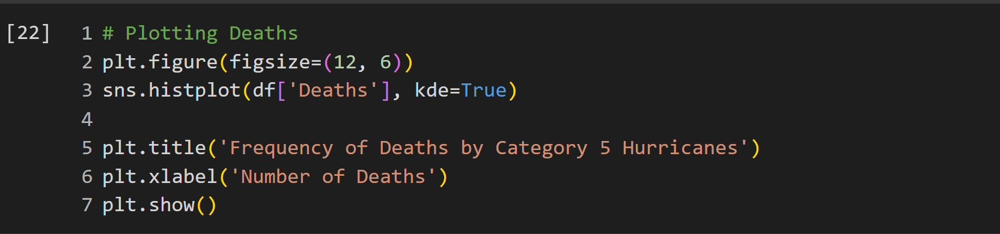 [22] 1 # Plotting Deaths
2 plt.figure(figsize=(12, 6))
3 sns.histplot(df['Deaths'], kde=True)
4
5 plt.title('Frequency of Deaths by Category 5 Hurricanes')
6 plt.xlabel('Number of Deaths')
7 plt.show()